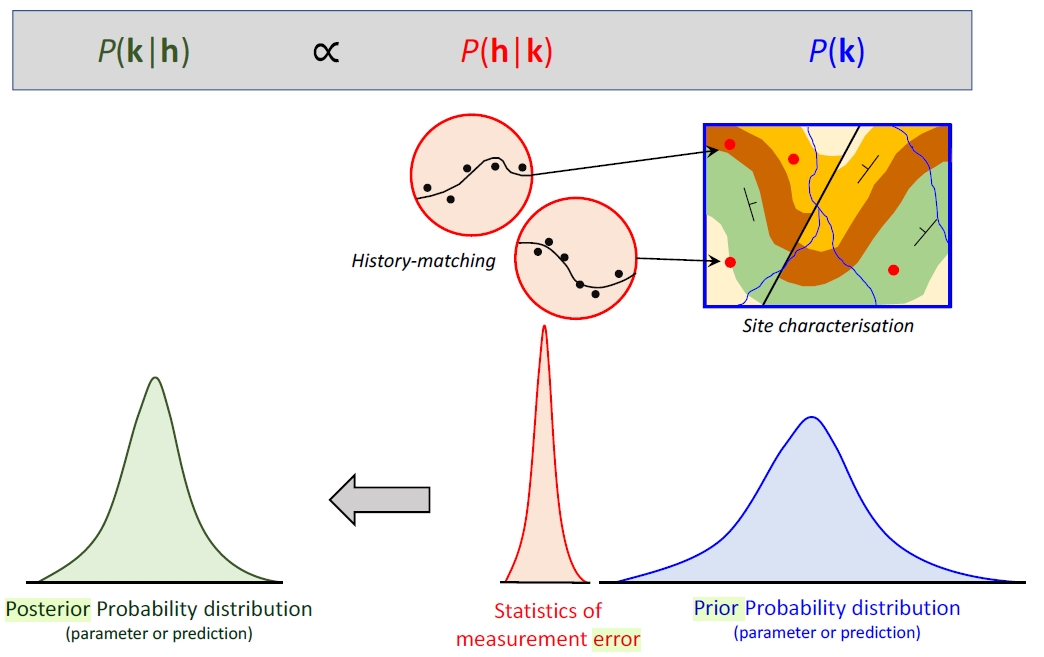 P(k|h) ∝ P(h|k) P(k)
History-matching
Site characterisation
Posterior Probability distribution
(parameter or prediction)
Statistics of
measurement error
Prior Probability distribution
(parameter or prediction)